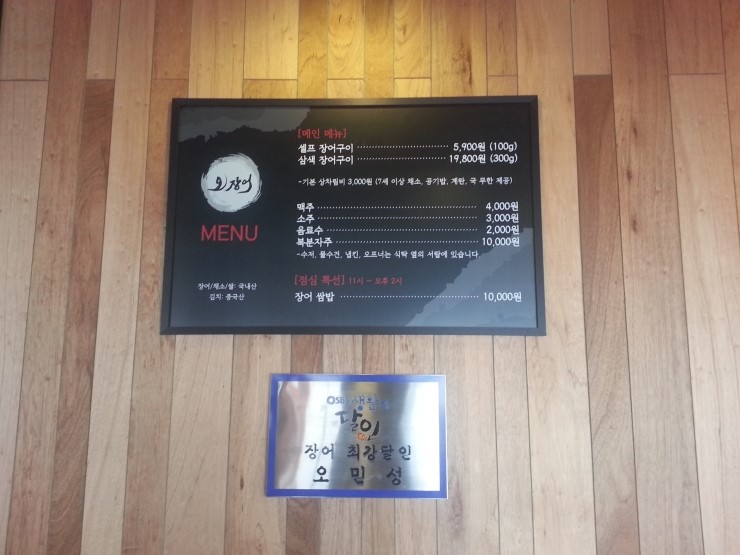 오장어
MENU
장어/채소/쌀: 국내산
김치: 중국산
[메인 메뉴]
셀프 장어구이 5,900원 (100g)
삼색 장어구이 19,800원 (300g)
-기본 상차림비 3,000원 (7세 이상 채소, 공기밥, 계란, 국 무한 제공)
맥주 4,000원
소주 3,000원
음료수 2,000원
복분자주 10,000원
-수저, 물수건, 냅킨, 오프너는 식탁 옆의 서랍에 있습니다
[점심 특선] 11시 - 오후 2시
장어 쌈밥 10,000원
달인
장어 최강달인
오 민 성